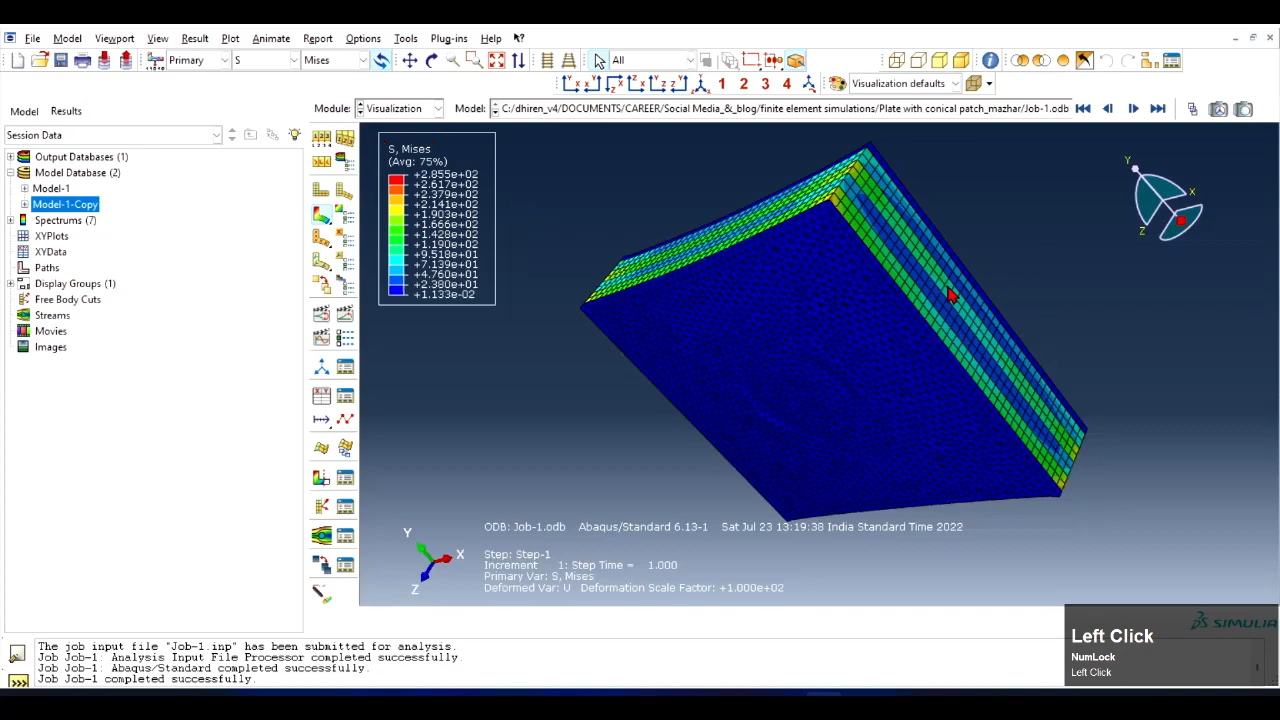 File Model Viewport View Result Plot Animate Report Options Tools Plug-ins Help
Primary S Mises All
1 2 3 4 Visualization defaults
Model Results Module: Visualization Model: C:/dhiren_v4/DOCUMENTS/CAREER/Social Media_&_blog/finite element simulations/Plate with conical patch_mazhar/Job-1.odb
Session Data
Output Databases (1)
Model Database (2)
Model-1
Model-1-Copy
Spectrums (7)
XYPlots
XYData
Paths
Display Groups (1)
Free Body Cuts
Streams
Movies
Images
S, Mises
(Avg: 75%)
+2.855e+02
+2.617e+02
+2.379e+02
+2.141e+02
+1.903e+02
+1.666e+02
+1.428e+02
+1.190e+02
+9.518e+01
+7.139e+01
+4.760e+01
+2.380e+01
+1.133e-02
Y
X
Z
Y
X
Z
ODB: Job-1.odb Abaqus/Standard 6.13-1 Sat Jul 23 13:19:38 India Standard Time 2022
Step: Step-1
Increment 1: Step Time = 1.000
Primary Var: S, Mises
Deformed Var: U Deformation Scale Factor: +1.000e+02
The job input file "Job-1.inp" has been submitted for analysis.
Job Job-1: Analysis Input File Processor completed successfully.
Job Job-1: Abaqus/Standard completed successfully.
Job Job-1 completed successfully.
>>>
SIMULIA
Left Click
NumLock
Left Click